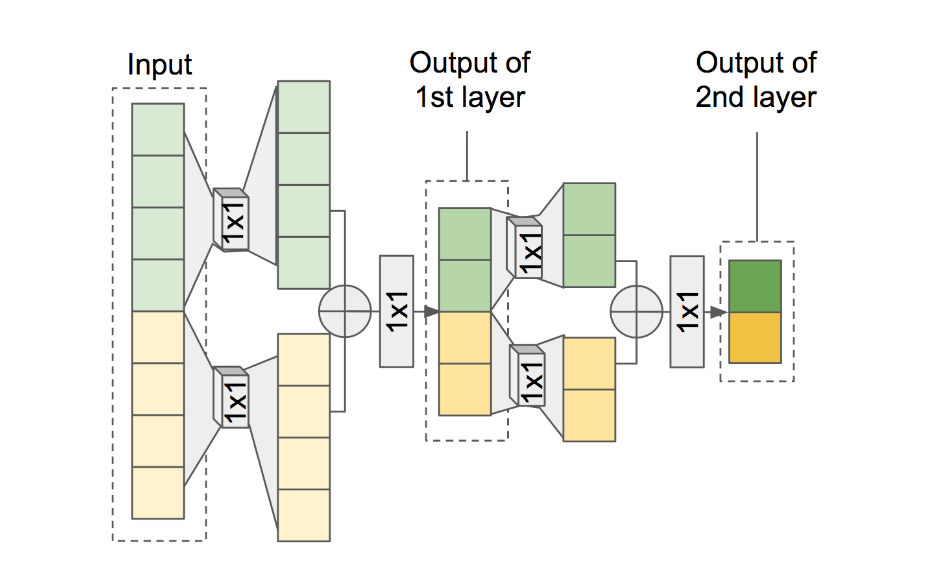 Input
Output of
1st layer
Output of
2nd layer
1x1
1x1
1x1
1x1
1x1
1x1